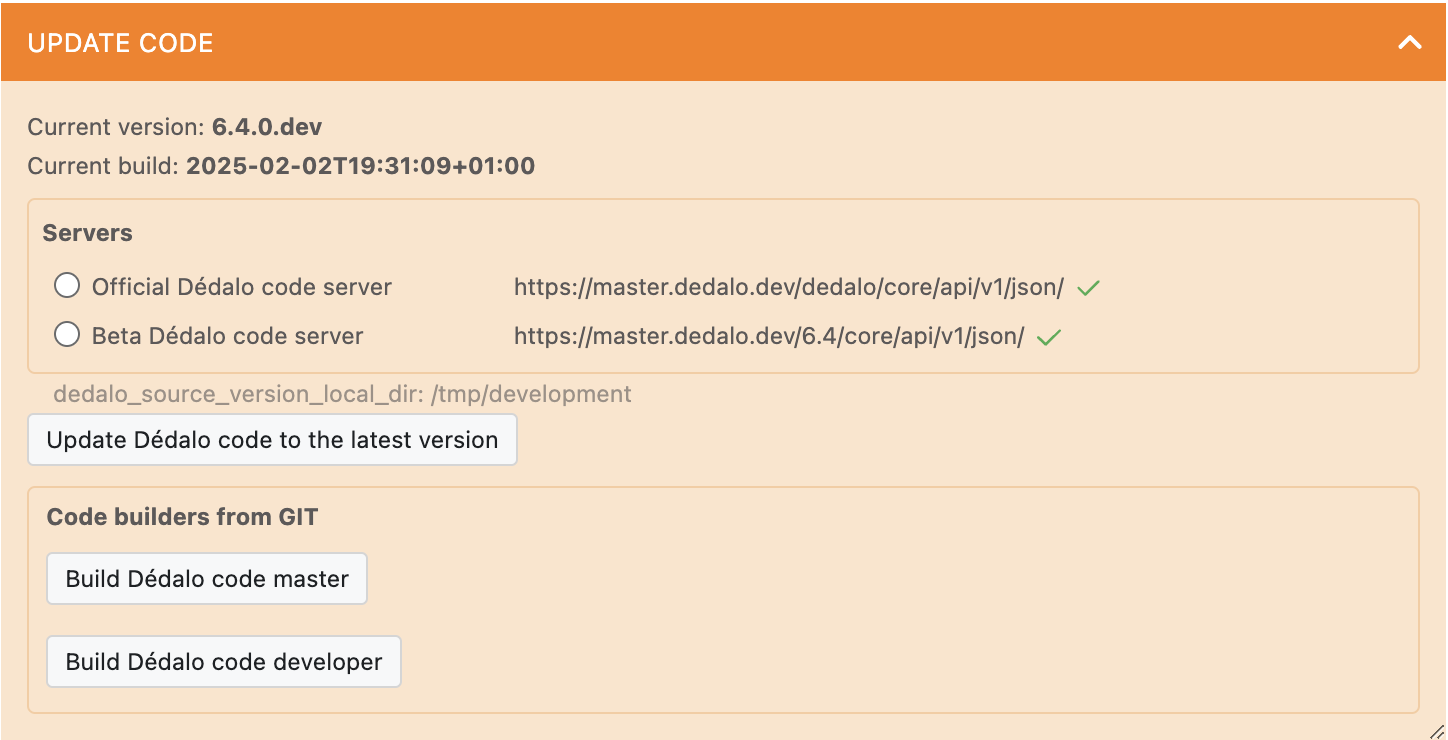 UPDATE CODE
Current version: 6.4.0.dev
Current build: 2025-02-02T19:31:09+01:00
Servers
Official Dédalo code server https://master.dedalo.dev/dedalo/core/api/v1/json/
Beta Dédalo code server https://master.dedalo.dev/6.4/core/api/v1/json/
dedalo_source_version_local_dir: /tmp/development
Update Dédalo code to the latest version
Code builders from GIT
Build Dédalo code master
Build Dédalo code developer